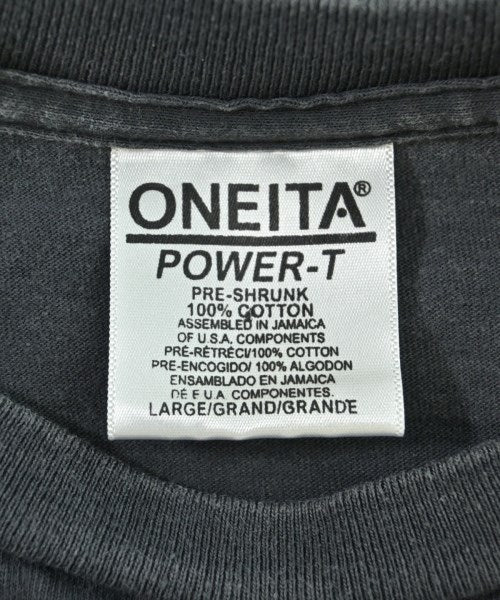 ONEITA®
POWER-T
PRE-SHRUNK
100% COTTON
ASSEMBLED IN JAMAICA
OF U.S.A. COMPONENTS
PRÉ-RÉTRÉCI/100% COTTON
PRE-ENCOGIDO/ 100% ALGODON
ENSAMBLADO EN JAMAICA
DE E U.A. COMPONENTES.
LARGE/GRAND/GRANDE